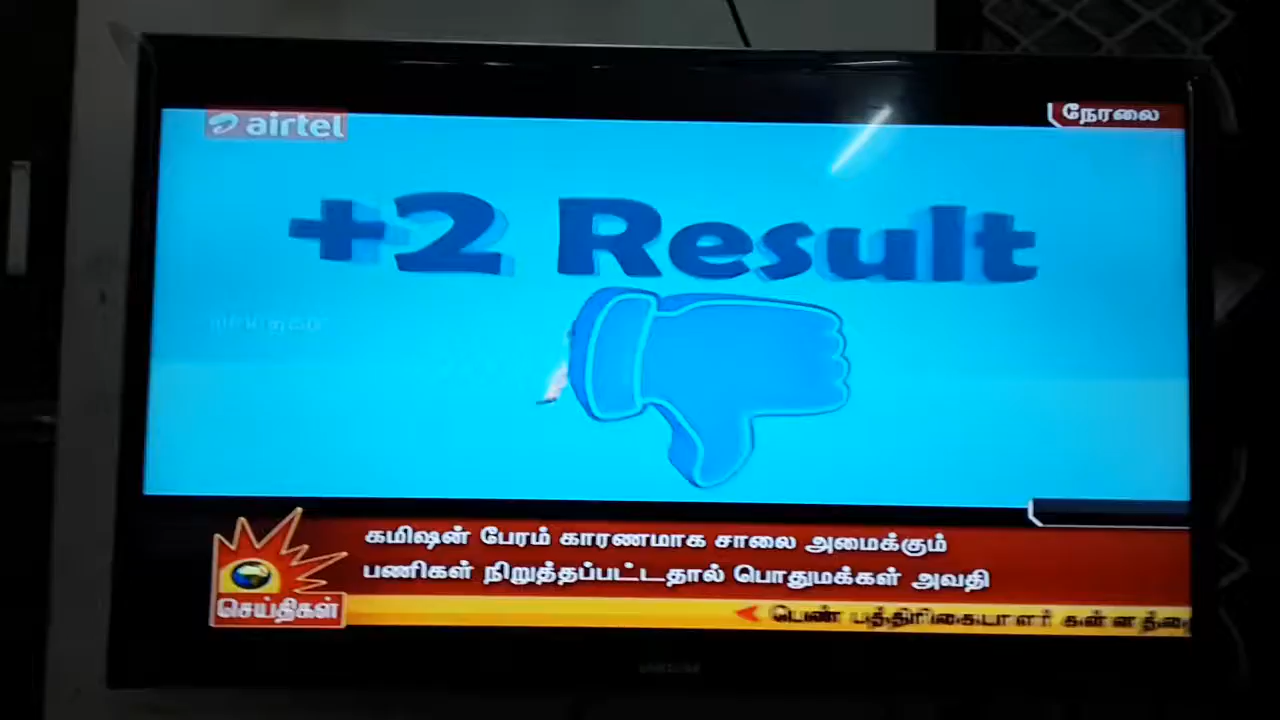 airtel
நேரலை
+2 Result
கமிஷன் பேரம் காரணமாக சாலை அமைக்கும்
பணிகள் நிறுத்தப்பட்டதால் பொதுமக்கள் அவதி
செய்திகள்
பெண் பத்திரிகையாளர்